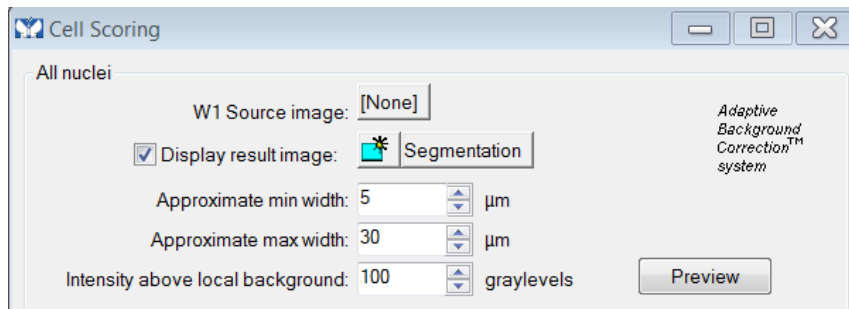 Cell Scoring
All nuclei
W1 Source image: [None]
Display result image: Segmentation
Adaptive
Background
Correction™
system
Approximate min width: 5 µm
Approximate max width: 30 µm
Intensity above local background: 100 graylevels
Preview